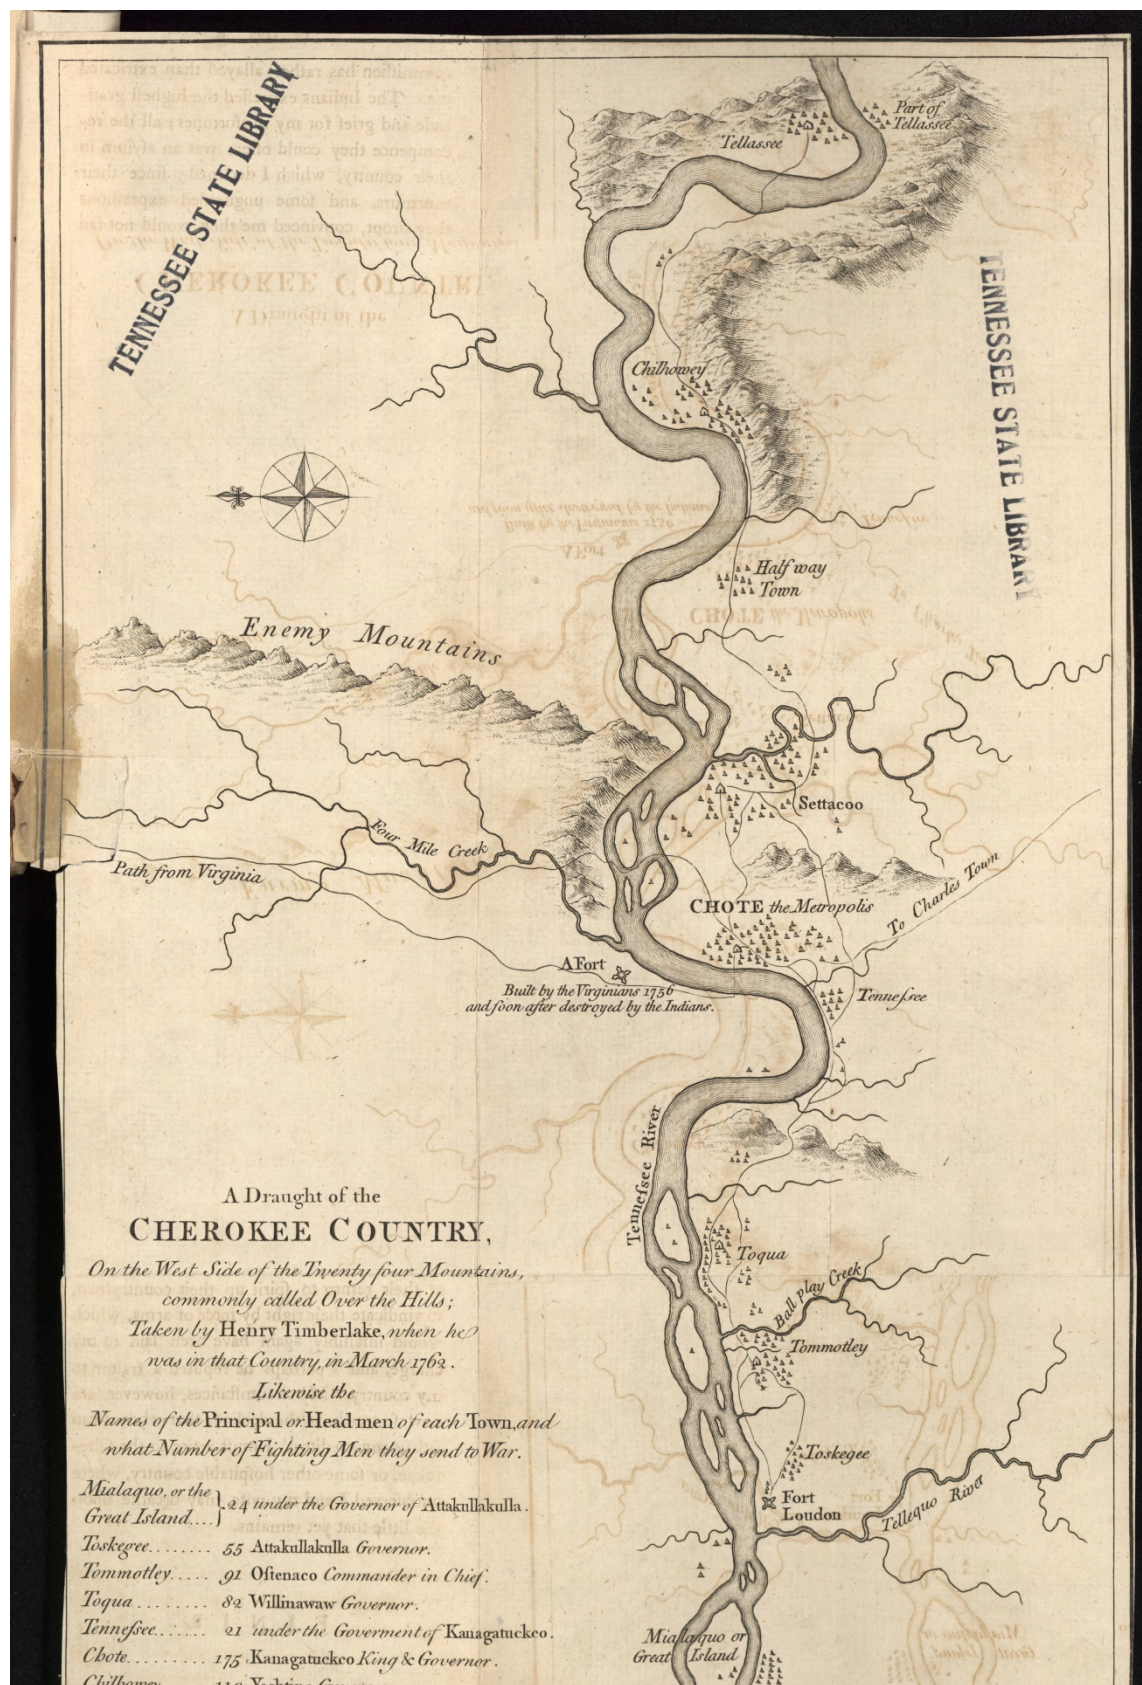 TENNESSEE STATE LIBRARY
Part of
Tellassee
Tellassee
TENNESSEE STATE LIBRARY
Chilhowey
Half way
Town
Enemy Mountains
Settacoo
Four Mile Creek
Path from Virginia
CHOTE the Metropolis
To Charles Town
A Fort
Built by the Virginians 1756
and soon after destroyed by the Indians.
Tenneſsee
Tenneſsee River
Toqua
Ball play Creek
Tommotley
Toskegee
Fort
Loudon
Tellequo River
Mialaquo or
Great Island
A Draught of the
CHEROKEE COUNTRY,
On the West Side of the Twenty four Mountains,
commonly called Over the Hills;
Taken by Henry Timberlake, when he
was in that Country, in March 1762.
Likewise the
Names of the Principal or Head men of each Town, and
what Number of Fighting Men they send to War.
Mialaquo, or the
Great Island.... } 24 under the Governor of Attakullakulla.
Toskegee........ 55 Attakullakulla Governor.
Tommotley..... 91 Oſtenaco Commander in Chief.
Toqua ........ 82 Willinawaw Governor.
Tenneſsee....... 21 under the Goverment of Kanagatuckco.
Chote......... 175 Kanagatuckco King & Governor.